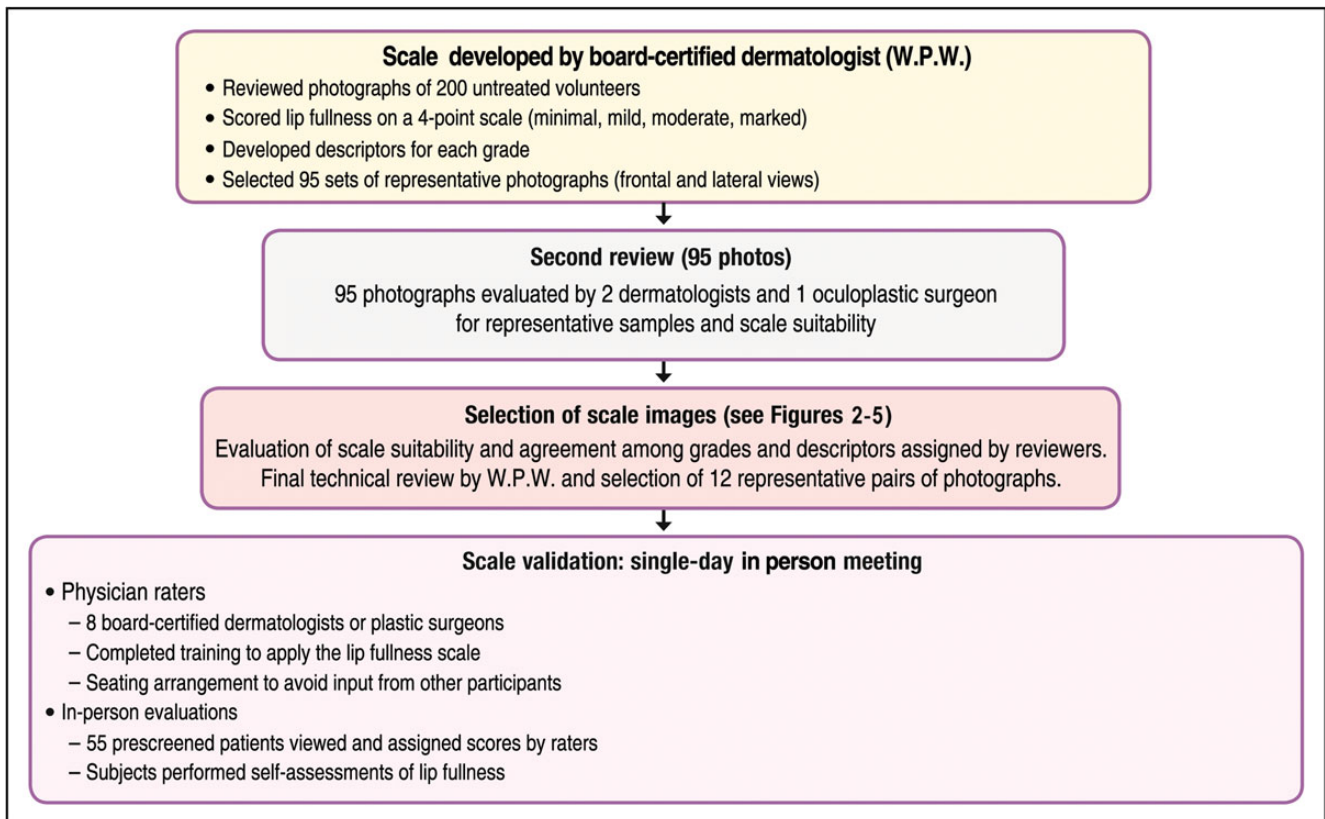 Scale developed by board-certified dermatologist (W.P.W.)
• Reviewed photographs of 200 untreated volunteers
• Scored lip fullness on a 4-point scale (minimal, mild, moderate, marked)
• Developed descriptors for each grade
• Selected 95 sets of representative photographs (frontal and lateral views)
Second review (95 photos)
95 photographs evaluated by 2 dermatologists and 1 oculoplastic surgeon
for representative samples and scale suitability
Selection of scale images (see Figures 2-5)
Evaluation of scale suitability and agreement among grades and descriptors assigned by reviewers.
Final technical review by W.P.W. and selection of 12 representative pairs of photographs.
Scale validation: single-day in person meeting
• Physician raters
– 8 board-certified dermatologists or plastic surgeons
– Completed training to apply the lip fullness scale
– Seating arrangement to avoid input from other participants
• In-person evaluations
– 55 prescreened patients viewed and assigned scores by raters
– Subjects performed self-assessments of lip fullness